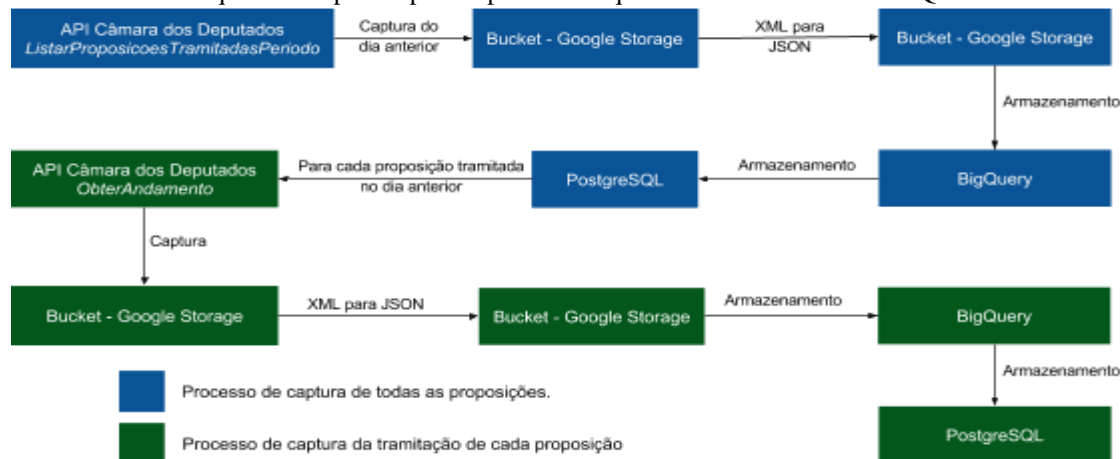 API Câmara dos Deputados
ListarProposicoesTramitadasPeriodo
Captura do
dia anterior
Bucket - Google Storage
XML para
JSON
Bucket - Google Storage
Armazenamento
API Câmara dos Deputados
ObterAndamento
Para cada proposição tramitada
no dia anterior
PostgreSQL
Armazenamento
BigQuery
Captura
Bucket - Google Storage
XML para JSON
Bucket - Google Storage
Armazenamento
BigQuery
Armazenamento
Processo de captura de todas as proposições.
Processo de captura da tramitação de cada proposição
PostgreSQL